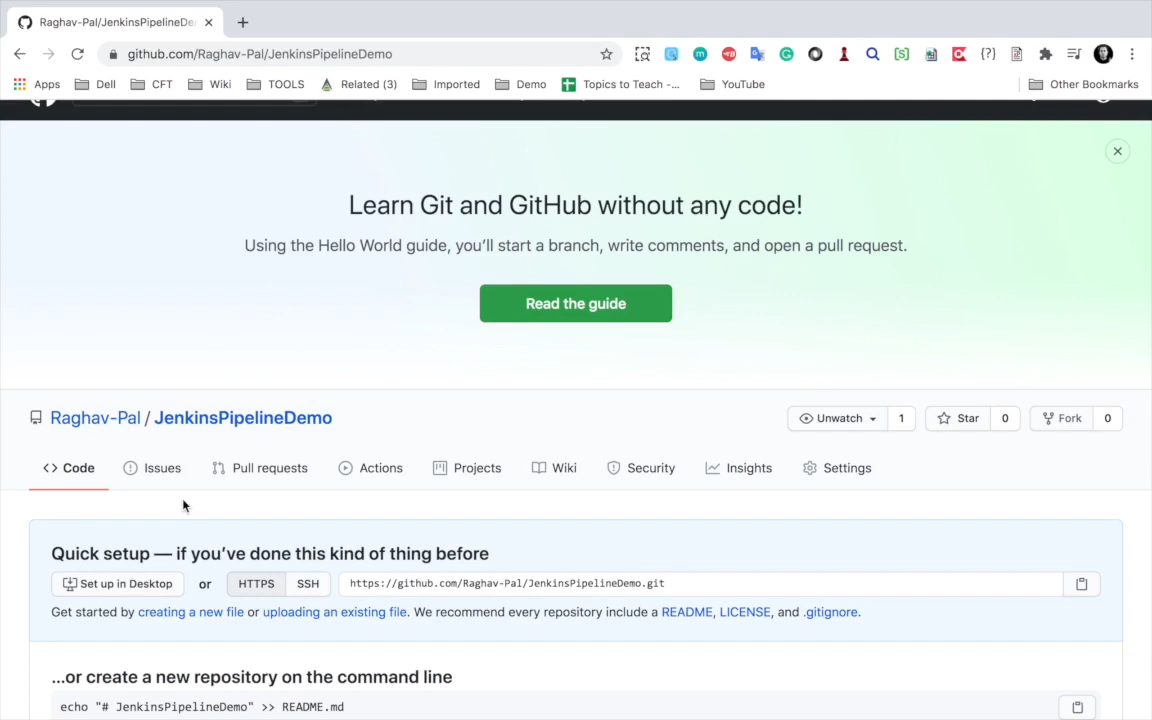 Raghav-Pal/JenkinsPipelineDe
github.com/Raghav-Pal/JenkinsPipelineDemo
Apps Dell CFT Wiki TOOLS Related (3) Imported Demo Topics to Teach -... YouTube Other Bookmarks
Learn Git and GitHub without any code!
Using the Hello World guide, you’ll start a branch, write comments, and open a pull request.
Read the guide
Raghav-Pal / JenkinsPipelineDemo Unwatch 1 Star 0 Fork 0
<> Code Issues Pull requests Actions Projects Wiki Security Insights Settings
Quick setup — if you’ve done this kind of thing before
Set up in Desktop or HTTPS SSH https://github.com/Raghav-Pal/JenkinsPipelineDemo.git
Get started by creating a new file or uploading an existing file. We recommend every repository include a README, LICENSE, and .gitignore.
…or create a new repository on the command line
echo "# JenkinsPipelineDemo" >> README.md